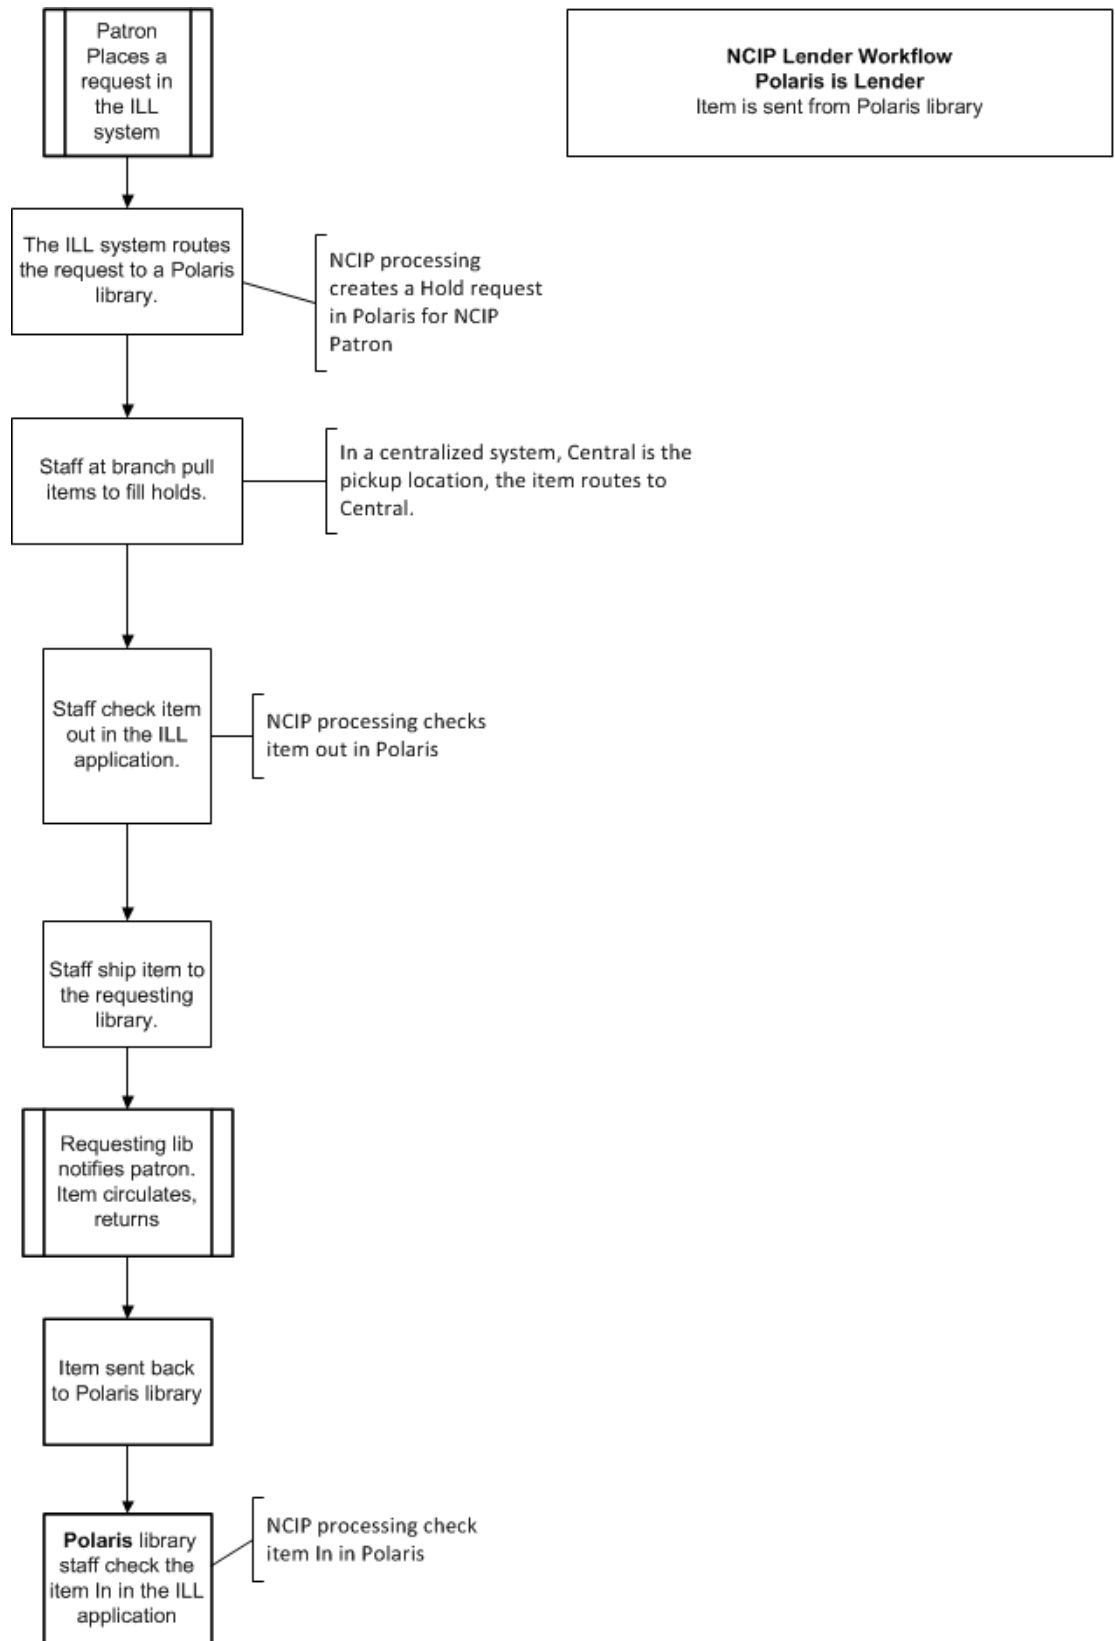 Patron
Places a
request in
the ILL
system
NCIP Lender Workflow
Polaris is Lender
Item is sent from Polaris library
The ILL system routes
the request to a Polaris
library.
NCIP processing
creates a Hold request
in Polaris for NCIP
Patron
Staff at branch pull
items to fill holds.
In a centralized system, Central is the
pickup location, the item routes to
Central.
Staff check item
out in the ILL
application.
NCIP processing checks
item out in Polaris
Staff ship item to
the requesting
library.
Requesting lib
notifies patron.
Item circulates,
returns
Item sent back
to Polaris library
Polaris library
staff check the
item In in the ILL
application
NCIP processing check
item In in Polaris